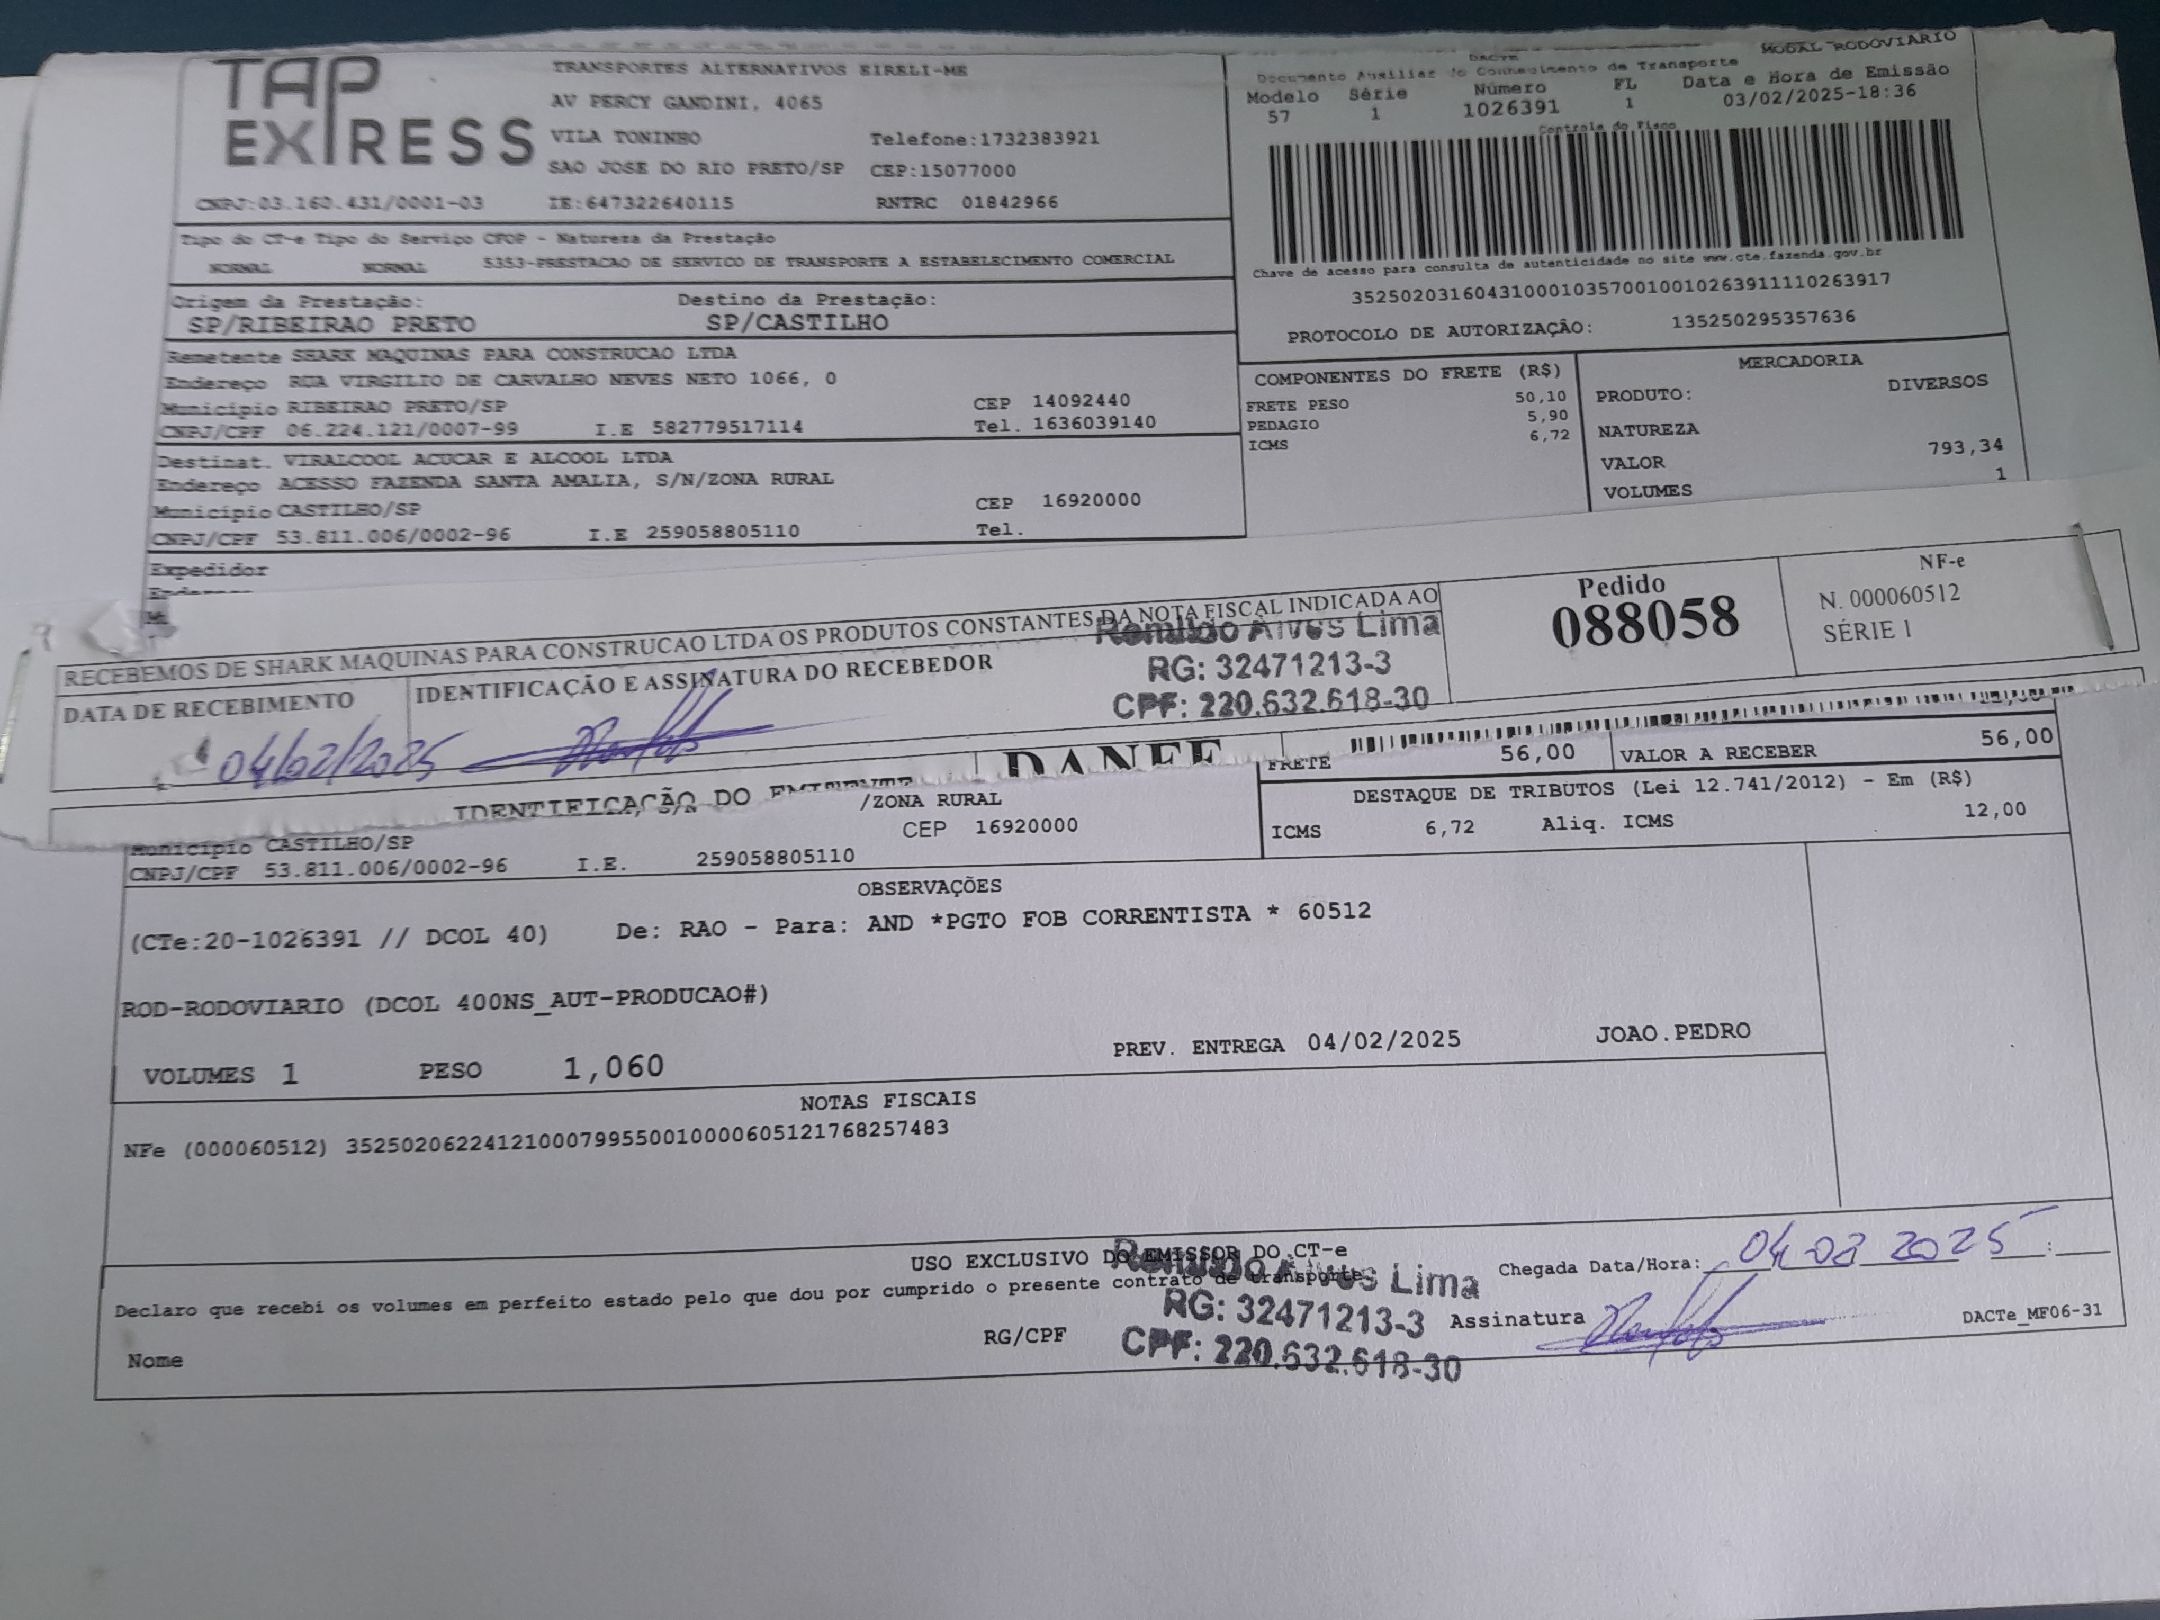 TAP EXPRESS
TRANSPORTES ALTERNATIVOS EIRELI-ME
AV PERCY GANDINI, 4065
VILA TONINHO Telefone:1732383921
SAO JOSE DO RIO PRETO/SP CEP:15077000
CNPJ:03.160.431/0001-03 IE:647322640115 RNTRC 01842966
DACTE MODAL RODOVIARIO
Documento Auxiliar do Conhecimento de Transporte
Modelo Série Número FL Data e Hora de Emissão
57 1 1026391 1 03/02/2025-18:36
Controle do Fisco
Chave de acesso para consulta de autenticidade no site www.cte.fazenda.gov.br
35250203160431000103570010010263911110263917
PROTOCOLO DE AUTORIZAÇÃO: 135250295357636
Tipo do CT-e Tipo do Serviço CFOP - Natureza da Prestação
NORMAL NORMAL 5353-PRESTACAO DE SERVICO DE TRANSPORTE A ESTABELECIMENTO COMERCIAL
Origem da Prestação: Destino da Prestação:
SP/RIBEIRAO PRETO SP/CASTILHO
Remetente SHARK MAQUINAS PARA CONSTRUCAO LTDA
Endereço RUA VIRGILIO DE CARVALHO NEVES NETO 1066, 0
Município RIBEIRAO PRETO/SP CEP 14092440
CNPJ/CPF 06.224.121/0007-99 I.E 582779517114 Tel. 1636039140
Destinat. VIRALCOOL ACUCAR E ALCOOL LTDA
Endereço ACESSO FAZENDA SANTA AMALIA, S/N/ZONA RURAL
Município CASTILHO/SP CEP 16920000
CNPJ/CPF 53.811.006/0002-96 I.E 259058805110 Tel.
Expedidor
COMPONENTES DO FRETE (R$)
FRETE PESO 50,10
PEDAGIO 5,90
ICMS 6,72
MERCADORIA
PRODUTO: DIVERSOS
NATUREZA
VALOR 793,34
VOLUMES 1
RECEBEMOS DE SHARK MAQUINAS PARA CONSTRUCAO LTDA OS PRODUTOS CONSTANTES DA NOTA FISCAL INDICADA AO
DATA DE RECEBIMENTO IDENTIFICAÇÃO E ASSINATURA DO RECEBEDOR
04/02/2025
Romildo Alves Lima
RG: 32471213-3
CPF: 220.632.618-30
Pedido
088058
NF-e
N. 000060512
SÉRIE 1
IDENTIFICAÇÃO DO EMITENTE DANFE
FRETE 56,00 VALOR A RECEBER 56,00
/ZONA RURAL
CEP 16920000
Município CASTILHO/SP
CNPJ/CPF 53.811.006/0002-96 I.E. 259058805110
DESTAQUE DE TRIBUTOS (Lei 12.741/2012) - Em (R$)
ICMS 6,72 Aliq. ICMS 12,00
OBSERVAÇÕES
(CTe:20-1026391 // DCOL 40) De: RAO - Para: AND *PGTO FOB CORRENTISTA * 60512
ROD-RODOVIARIO (DCOL 400NS_AUT-PRODUCAO#)
VOLUMES 1 PESO 1,060 PREV. ENTREGA 04/02/2025 JOAO.PEDRO
NOTAS FISCAIS
NFe (000060512) 35250206224121000799550010000605121768257483
USO EXCLUSIVO DO EMISSOR DO CT-e
Declaro que recebi os volumes em perfeito estado pelo que dou por cumprido o presente contrato de transporte.
Chegada Data/Hora: 04 02 2025 :
Romildo Alves Lima
RG: 32471213-3
CPF: 220.632.618-30
Nome RG/CPF Assinatura
DACTe_MF06-31